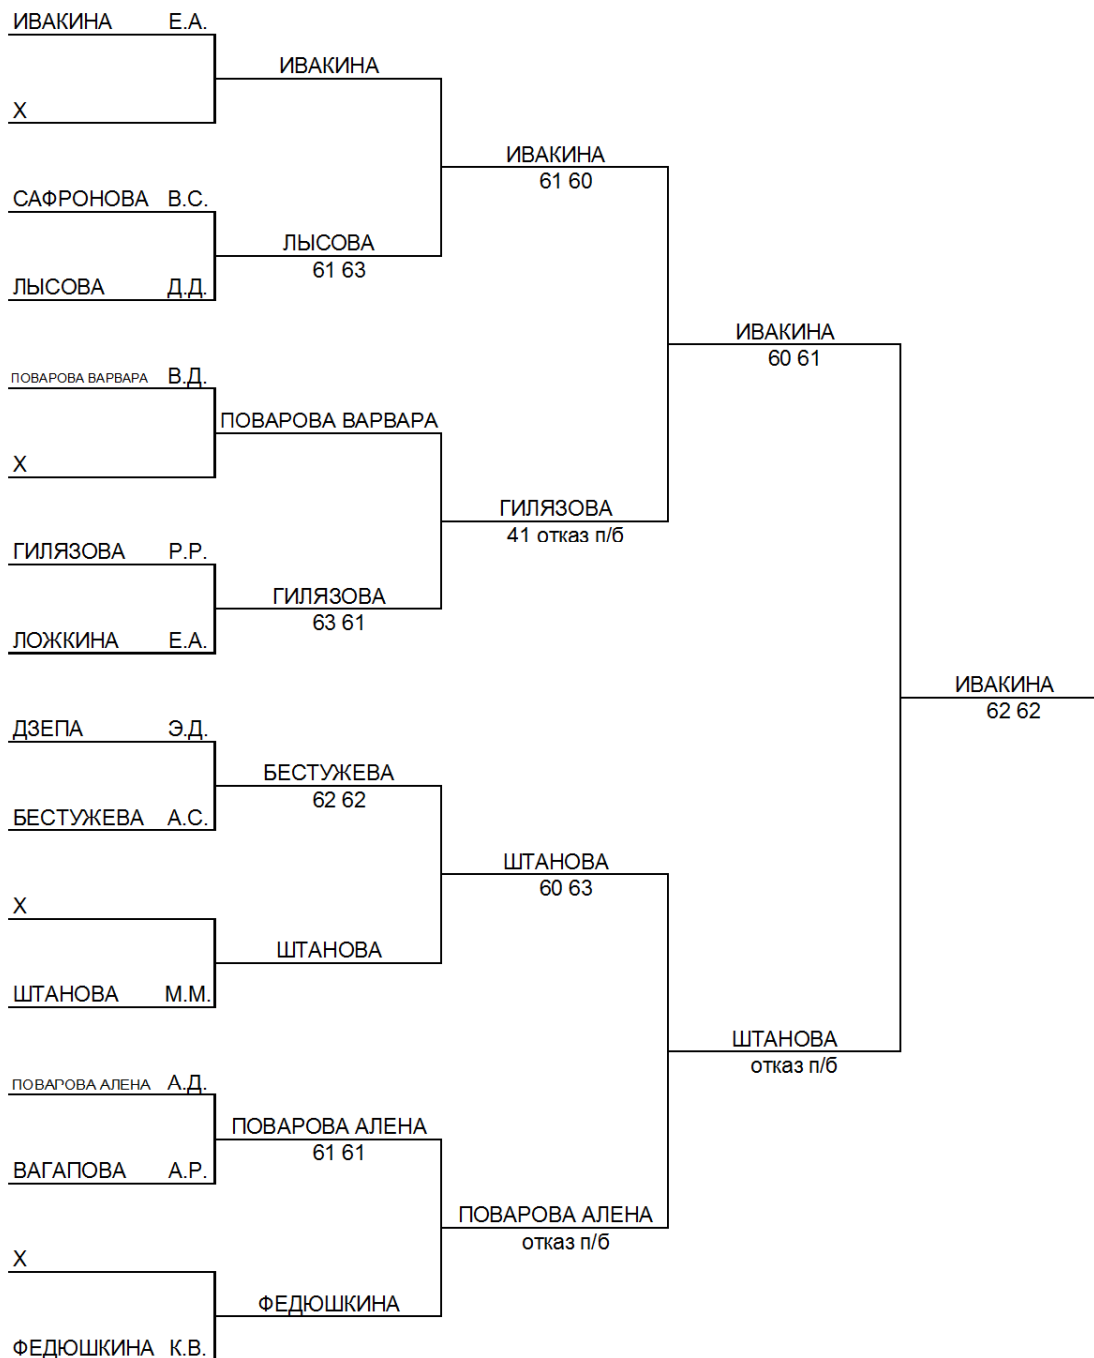 ИВАКИНА Е.А.
ИВАКИНА
X
ИВАКИНА
61 60
САФРОНОВА В.С.
ЛЫСОВА
61 63
ЛЫСОВА Д.Д.
ИВАКИНА
60 61
ПОВАРОВА ВАРВАРА В.Д.
ПОВАРОВА ВАРВАРА
X
ГИЛЯЗОВА
41 отказ п/б
ГИЛЯЗОВА Р.Р.
ГИЛЯЗОВА
63 61
ЛОЖКИНА Е.А.
ИВАКИНА
62 62
ДЗЕПА Э.Д.
БЕСТУЖЕВА
62 62
БЕСТУЖЕВА А.С.
ШТАНОВА
60 63
X
ШТАНОВА
ШТАНОВА М.М.
ШТАНОВА
отказ п/б
ПОВАРОВА АЛЕНА А.Д.
ПОВАРОВА АЛЕНА
61 61
ВАГАПОВА А.Р.
ПОВАРОВА АЛЕНА
отказ п/б
X
ФЕДЮШКИНА
ФЕДЮШКИНА К.В.